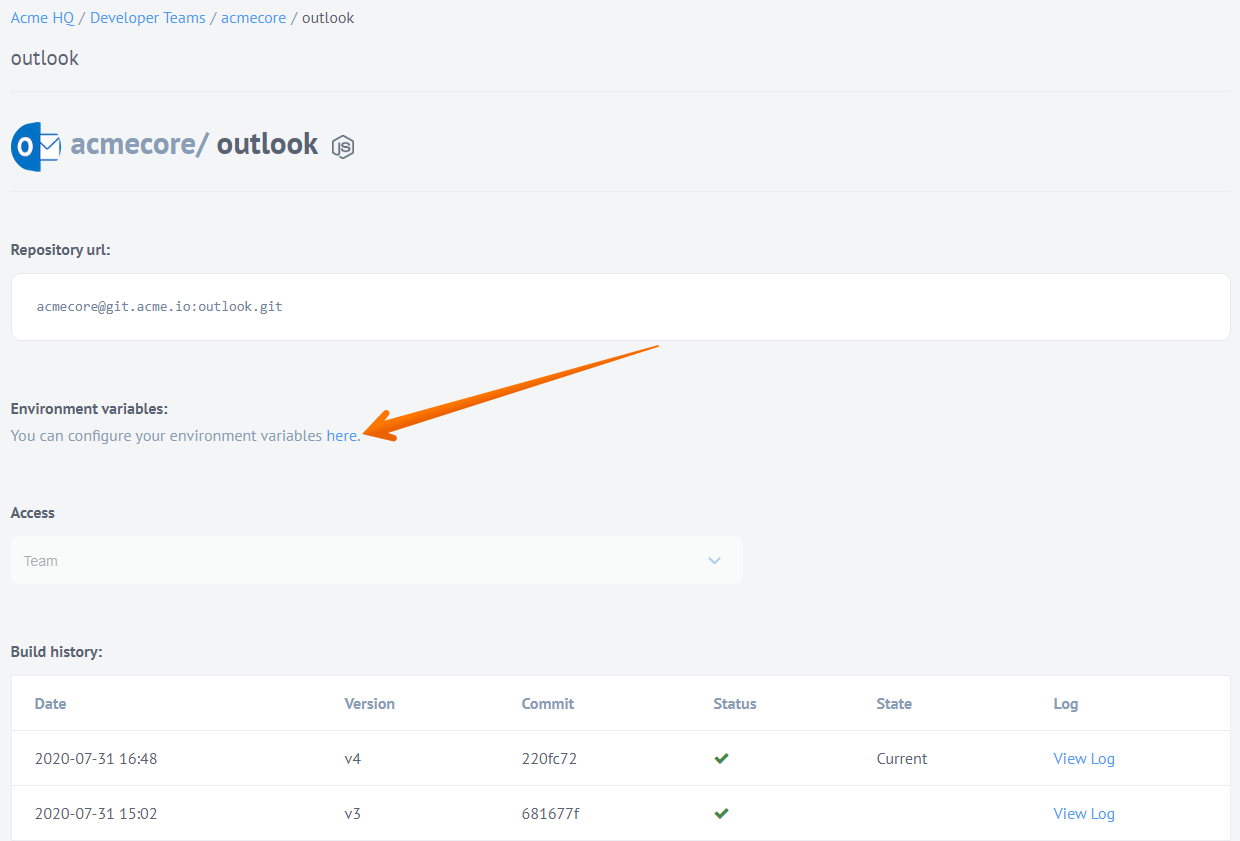 Acme HQ / Developer Teams / acmecore / outlook
outlook
O acmecore/ outlook JS
Repository url:
acmecore@git.acme.io:outlook.git
Environment variables:
You can configure your environment variables here.
Access
Team
Build history:
Date Version Commit Status State Log
2020-07-31 16:48 v4 220fc72 Current View Log
2020-07-31 15:02 v3 681677f View Log